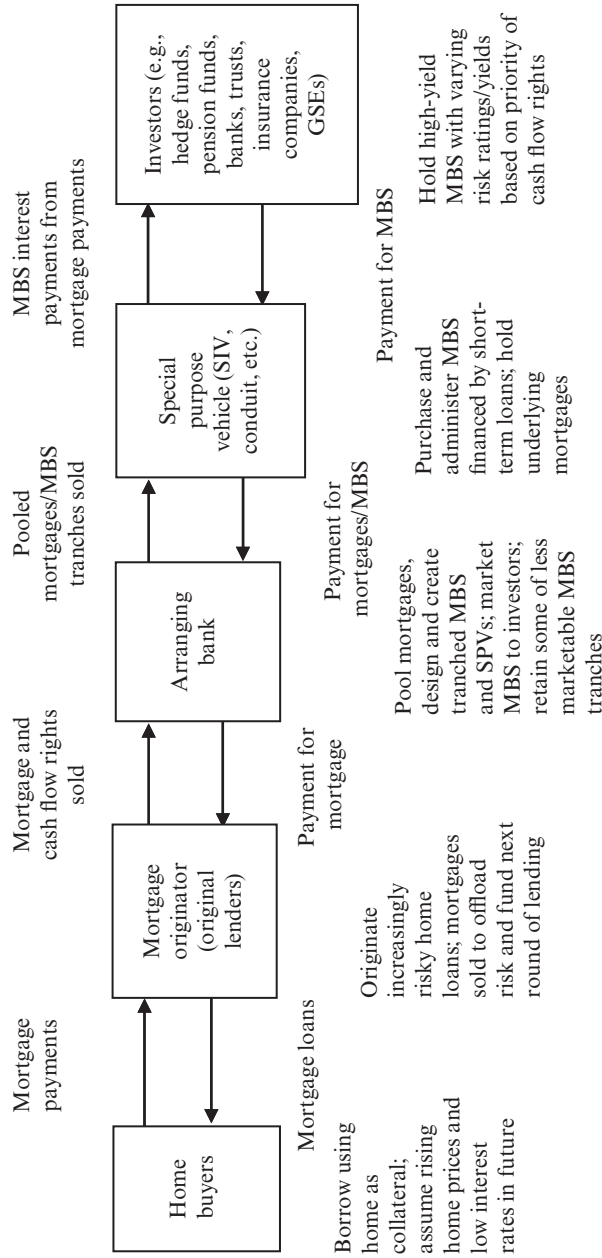 Mortgage
payments
Mortgage and
cash flow rights
sold
Pooled
mortgages/MBS
tranches sold
MBS interest
payments from
mortgage payments
Home
buyers
Mortgage
originator
(original
lenders)
Arranging
bank
Special
purpose
vehicle (SIV,
conduit, etc.)
Investors (e.g.,
hedge funds,
pension funds,
banks, trusts,
insurance
companies,
GSEs)
Mortgage loans
Payment for
mortgage
Payment for
mortgages/MBS
Payment for MBS
Borrow using
home as
collateral;
assume rising
home prices and
low interest
rates in future
Originate
increasingly
risky home
loans; mortgages
sold to offload
risk and fund next
round of lending
Pool mortgages,
design and create
tranched MBS
and SPVs; market
MBS to investors;
retain some of less
marketable MBS
tranches
Purchase and
administer MBS
financed by short-
term loans; hold
underlying
mortgages
Hold high-yield
MBS with varying
risk ratings/yields
based on priority of
cash flow rights